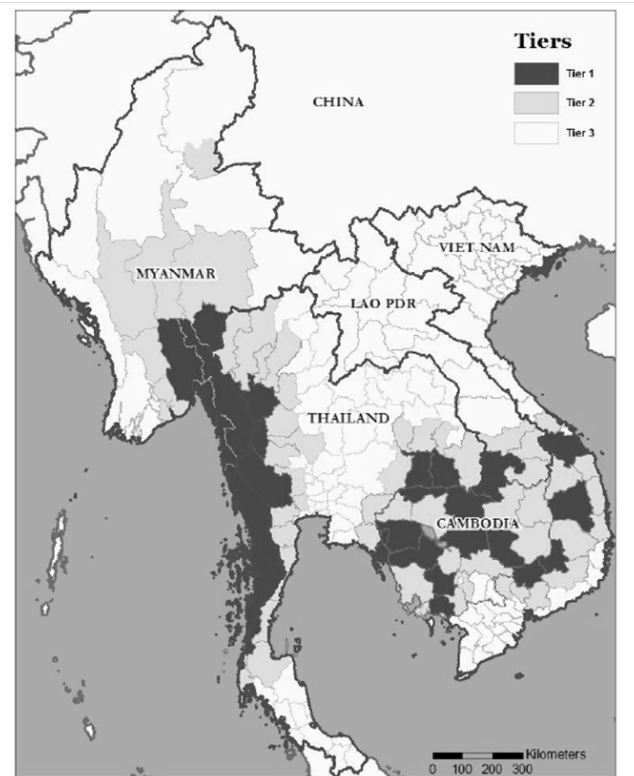 Tiers
Tier 1
Tier 2
Tier 3
CHINA
VIET NAM
MYANMAR
LAO PDR
THAILAND
CAMBODIA
Kilometers
0 100 200 300